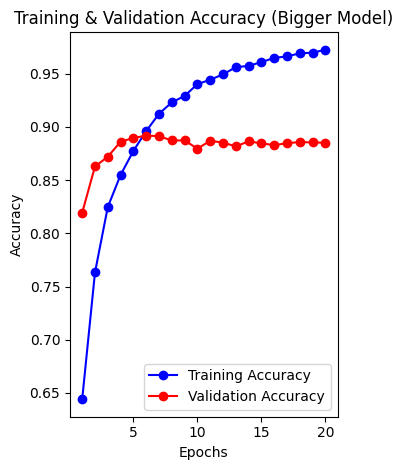 Training & Validation Accuracy (Bigger Model)
0.95
0.90
0.85
0.80
0.75
0.70
0.65
Accuracy
Training Accuracy
Validation Accuracy
5 10 15 20
Epochs